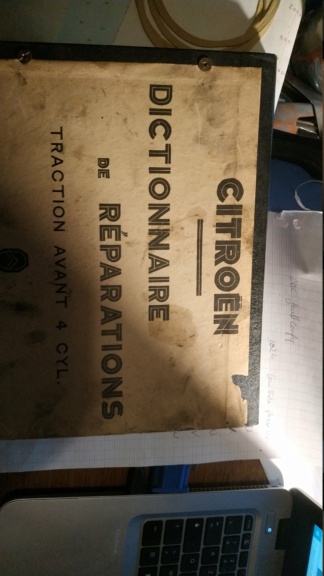 CITROËN
DICTIONNAIRE
DE RÉPARATIONS
TRACTION AVANT 4 CYL.